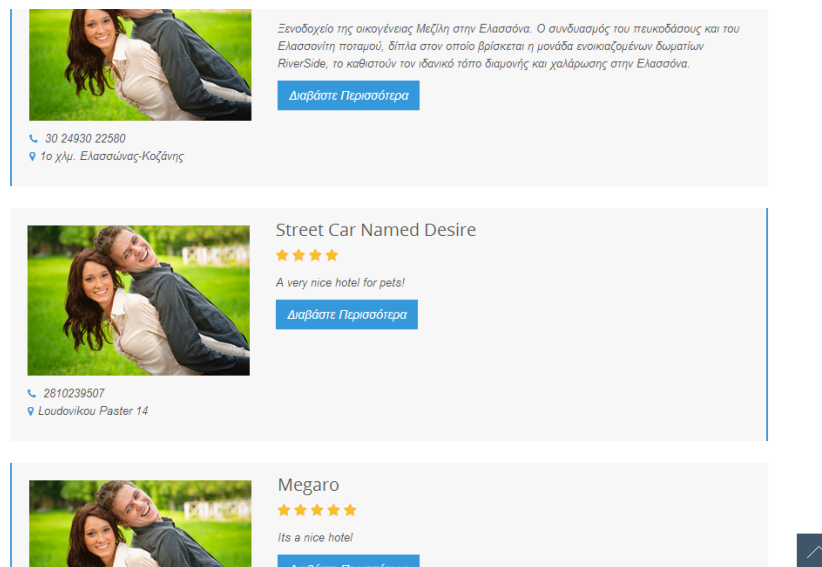 Ξενοδοχείο της οικογένειας Μεζίλη στην Ελασσόνα. Ο συνδυασμός του πευκοδάσους και του
Ελασσονίτη ποταμού, δίπλα στον οποίο βρίσκεται η μονάδα ενοικιαζομένων δωματίων
RiverSide, το καθιστούν τον ιδανικό τόπο διαμονής και χαλάρωσης στην Ελασσόνα.
Διαβάστε Περισσότερα
30 24930 22580
1ο χλμ. Ελασσώνας-Κοζάνης
Street Car Named Desire
A very nice hotel for pets!
Διαβάστε Περισσότερα
2810239507
Loudovikou Paster 14
Megaro
Its a nice hotel
Διαβάστε Περισσότερα